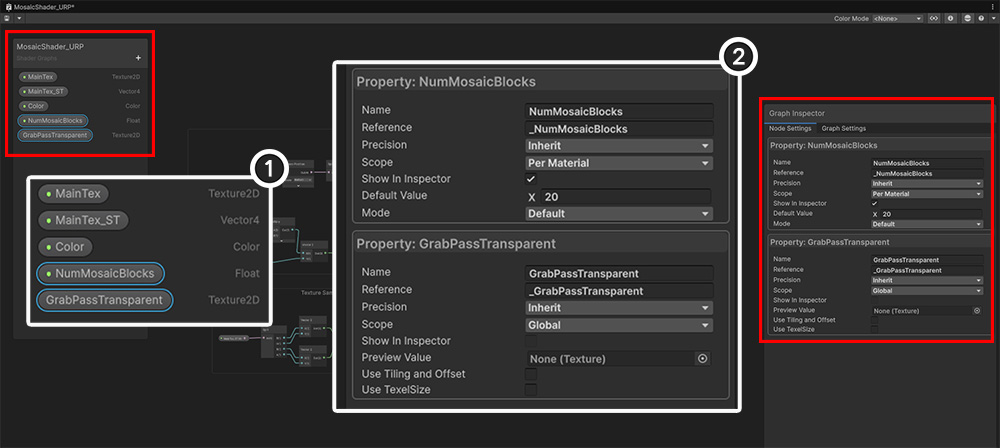 MosaicShader_URP*
Color Mode <None>
MosaicShader_URP
Shader Graphs
+
MainTex Texture2D
MainTex_ST Vector4
Color Color
NumMosaicBlocks Float
GrabPassTransparent Texture2D
1
MainTex Texture2D
MainTex_ST Vector4
Color Color
NumMosaicBlocks Float
GrabPassTransparent Texture2D
2
Property: NumMosaicBlocks
Name NumMosaicBlocks
Reference _NumMosaicBlocks
Precision Inherit
Scope Per Material
Show In Inspector
Default Value X 20
Mode Default
Property: GrabPassTransparent
Name GrabPassTransparent
Reference _GrabPassTransparent
Precision Inherit
Scope Global
Show In Inspector
Preview Value None (Texture)
Use Tiling and Offset
Use TexelSize
Graph Inspector
Node Settings Graph Settings
Property: NumMosaicBlocks
Name NumMosaicBlocks
Reference _NumMosaicBlocks
Precision Inherit
Scope Per Material
Show In Inspector
Default Value X 20
Mode Default
Property: GrabPassTransparent
Name GrabPassTransparent
Reference _GrabPassTransparent
Precision Inherit
Scope Global
Show In Inspector
Preview Value None (Texture)
Use Tiling and Offset
Use TexelSize
Texture Sam